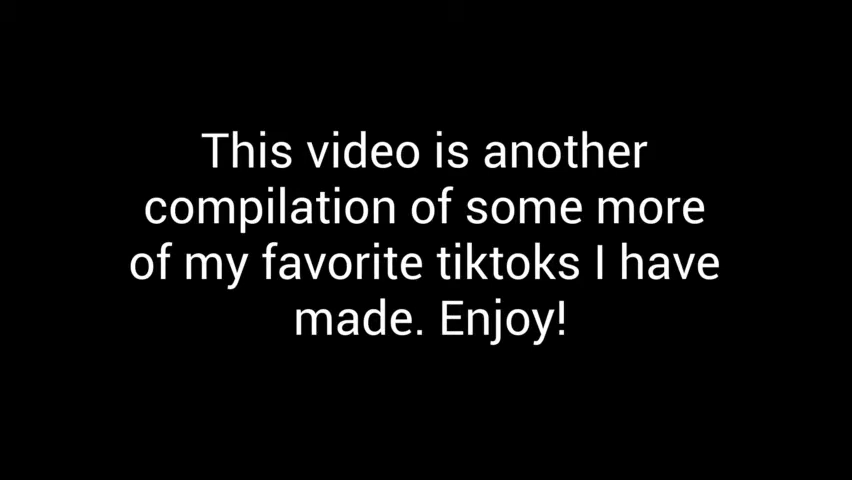 This video is another
compilation of some more
of my favorite tiktoks I have
made. Enjoy!